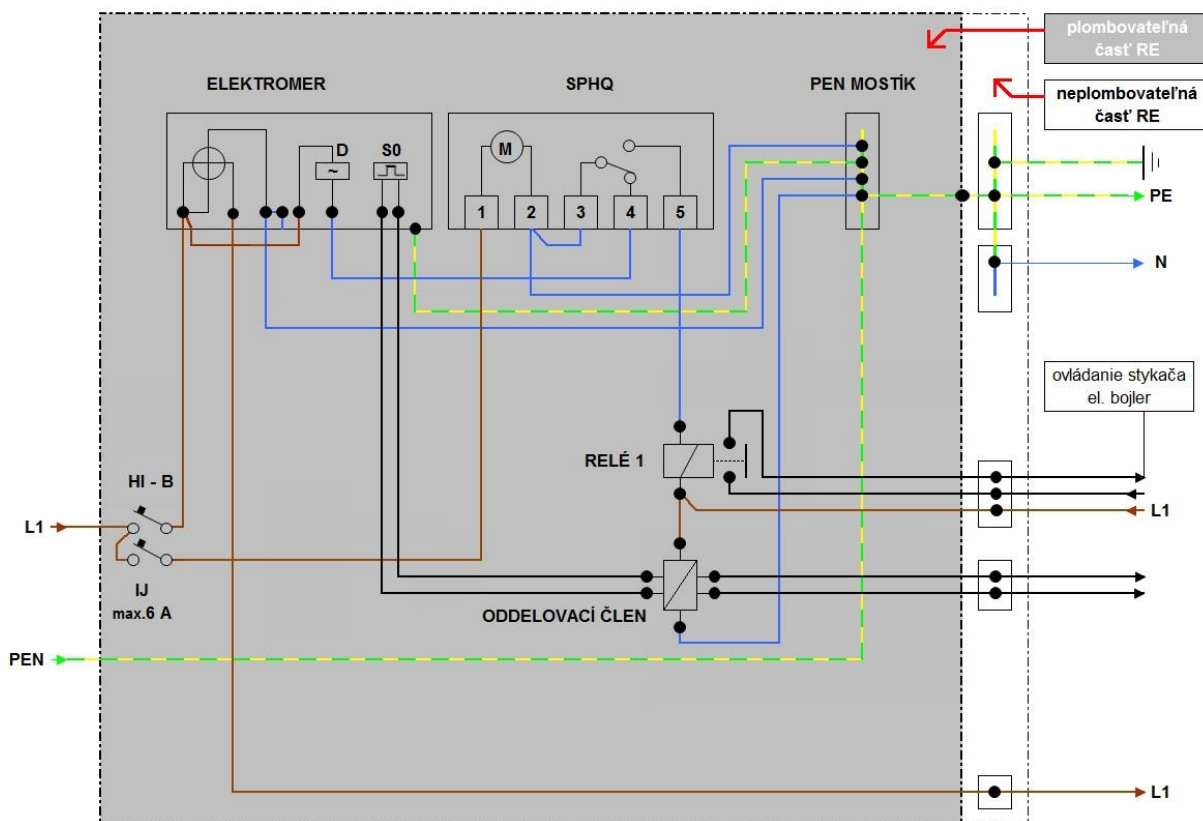 plombovateľná
časť RE
neplombovateľná
časť RE
ELEKTROMER
SPHQ
PEN MOSTÍK
D
S0
M
~
1
2
3
4
5
PE
N
ovládanie stykača
el. bojler
RELÉ 1
HI - B
L1
L1
IJ
max.6 A
ODDELOVACÍ ČLEN
PEN
L1